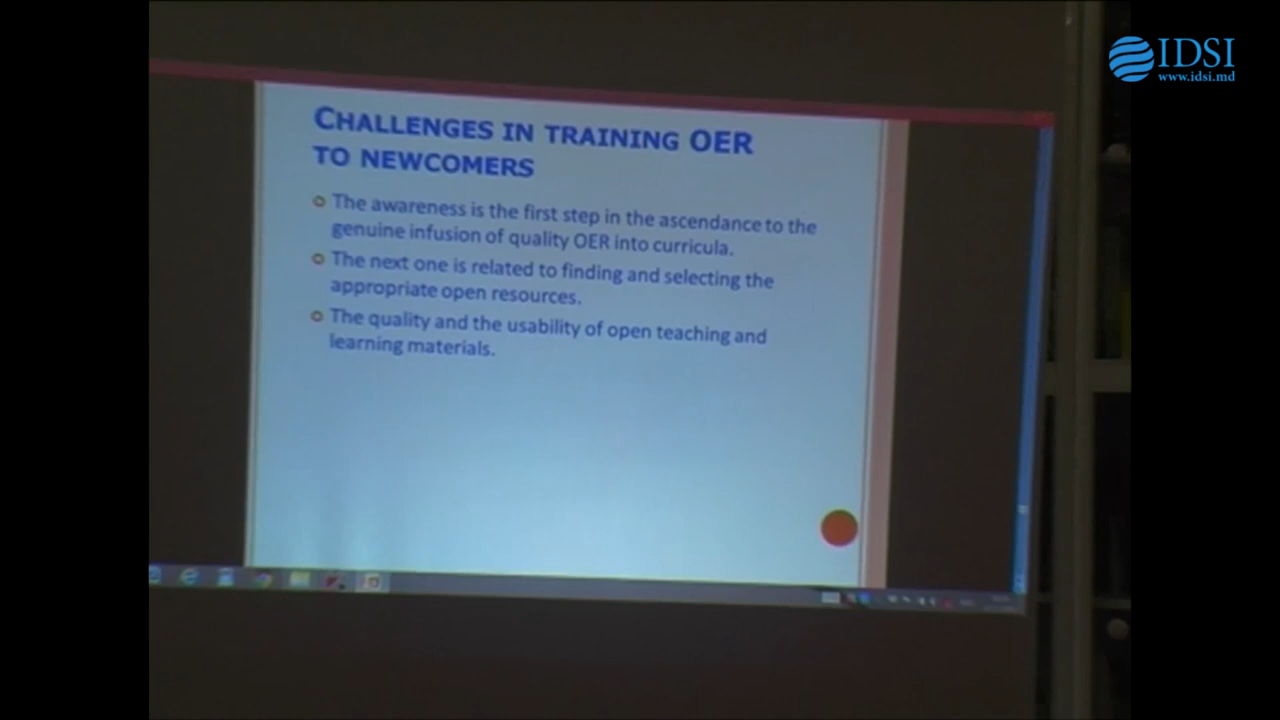 IDSI
www.idsi.md
CHALLENGES IN TRAINING OER
TO NEWCOMERS
The awareness is the first step in the ascendance to the
genuine infusion of quality OER into curricula.
The next one is related to finding and selecting the
appropriate open resources.
The quality and the usability of open teaching and
learning materials.